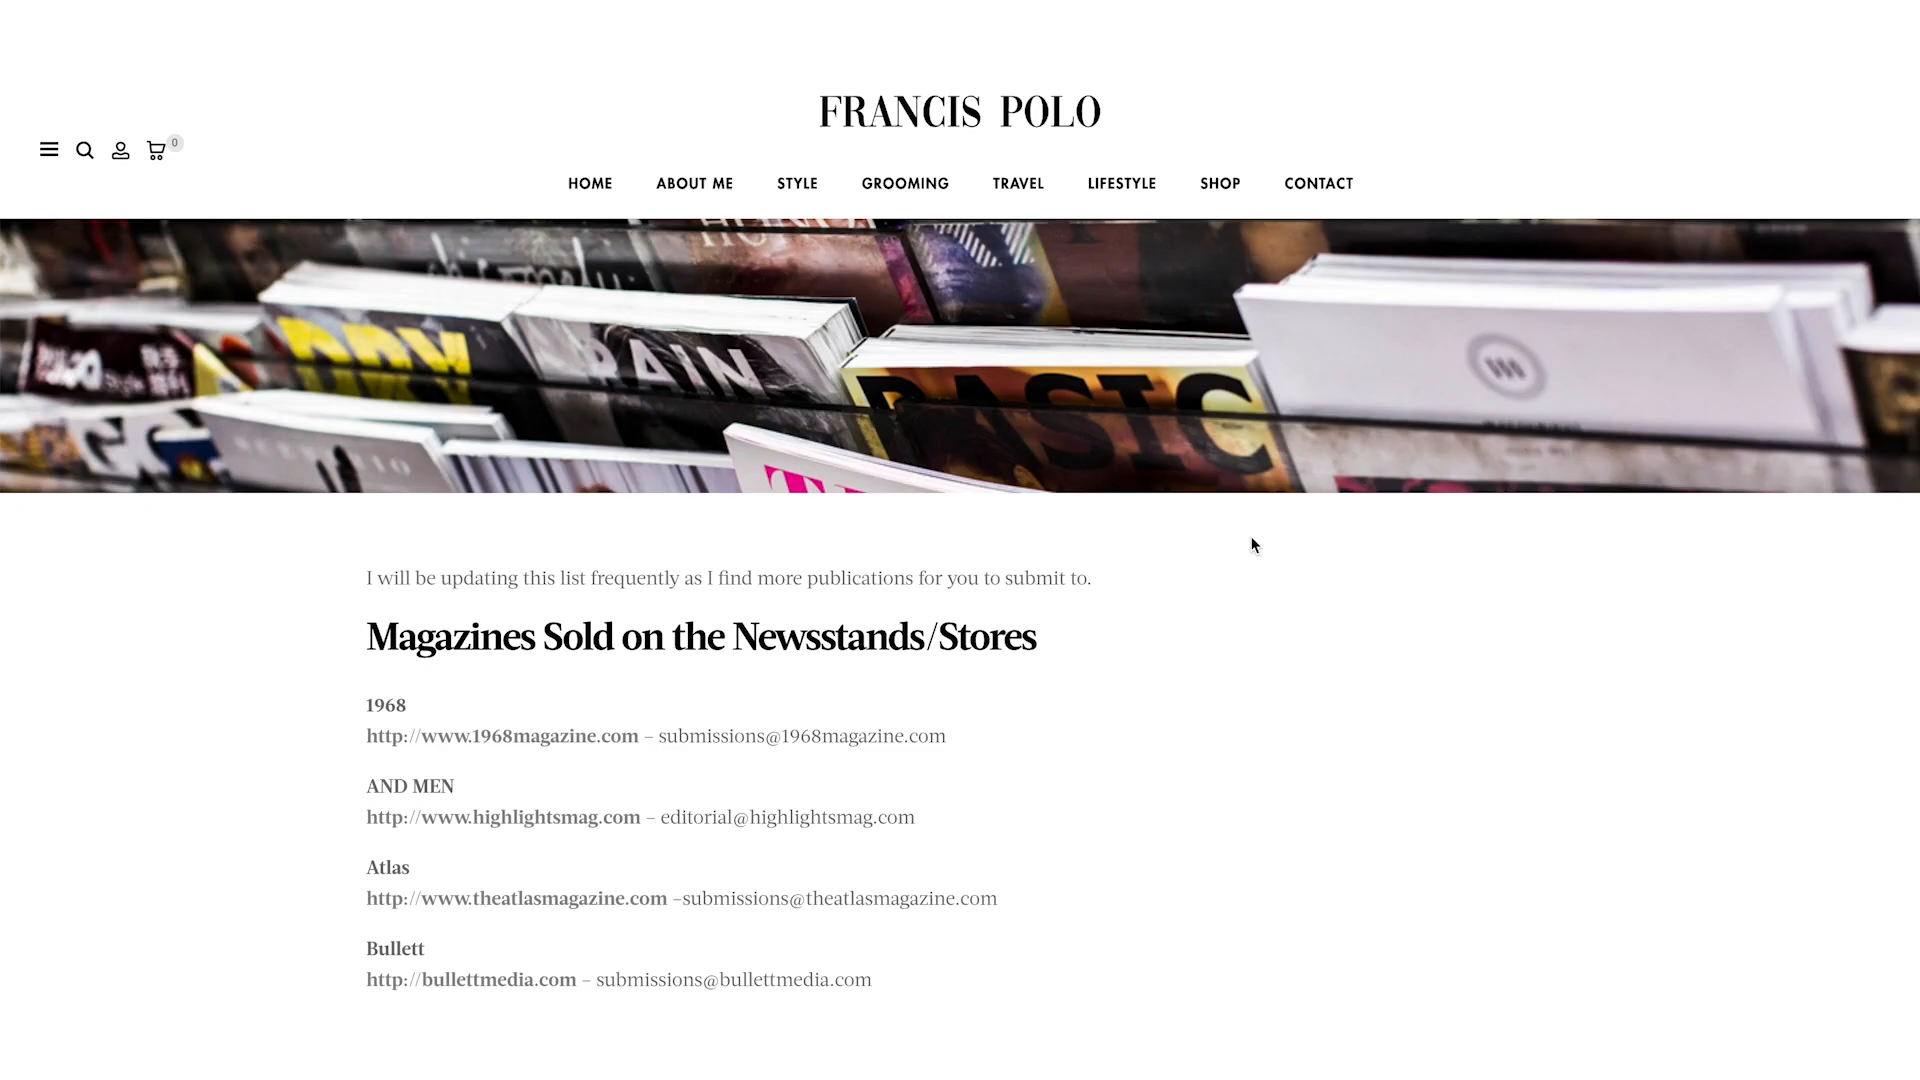 FRANCIS POLO
0
HOME ABOUT ME STYLE GROOMING TRAVEL LIFESTYLE SHOP CONTACT
DRY
RAIN
BASIC
I will be updating this list frequently as I find more publications for you to submit to.
Magazines Sold on the Newsstands/Stores
1968
http://www.1968magazine.com – submissions@1968magazine.com
AND MEN
http://www.highlightsmag.com – editorial@highlightsmag.com
Atlas
http://www.theatlasmagazine.com –submissions@theatlasmagazine.com
Bullett
http://bullettmedia.com – submissions@bullettmedia.com